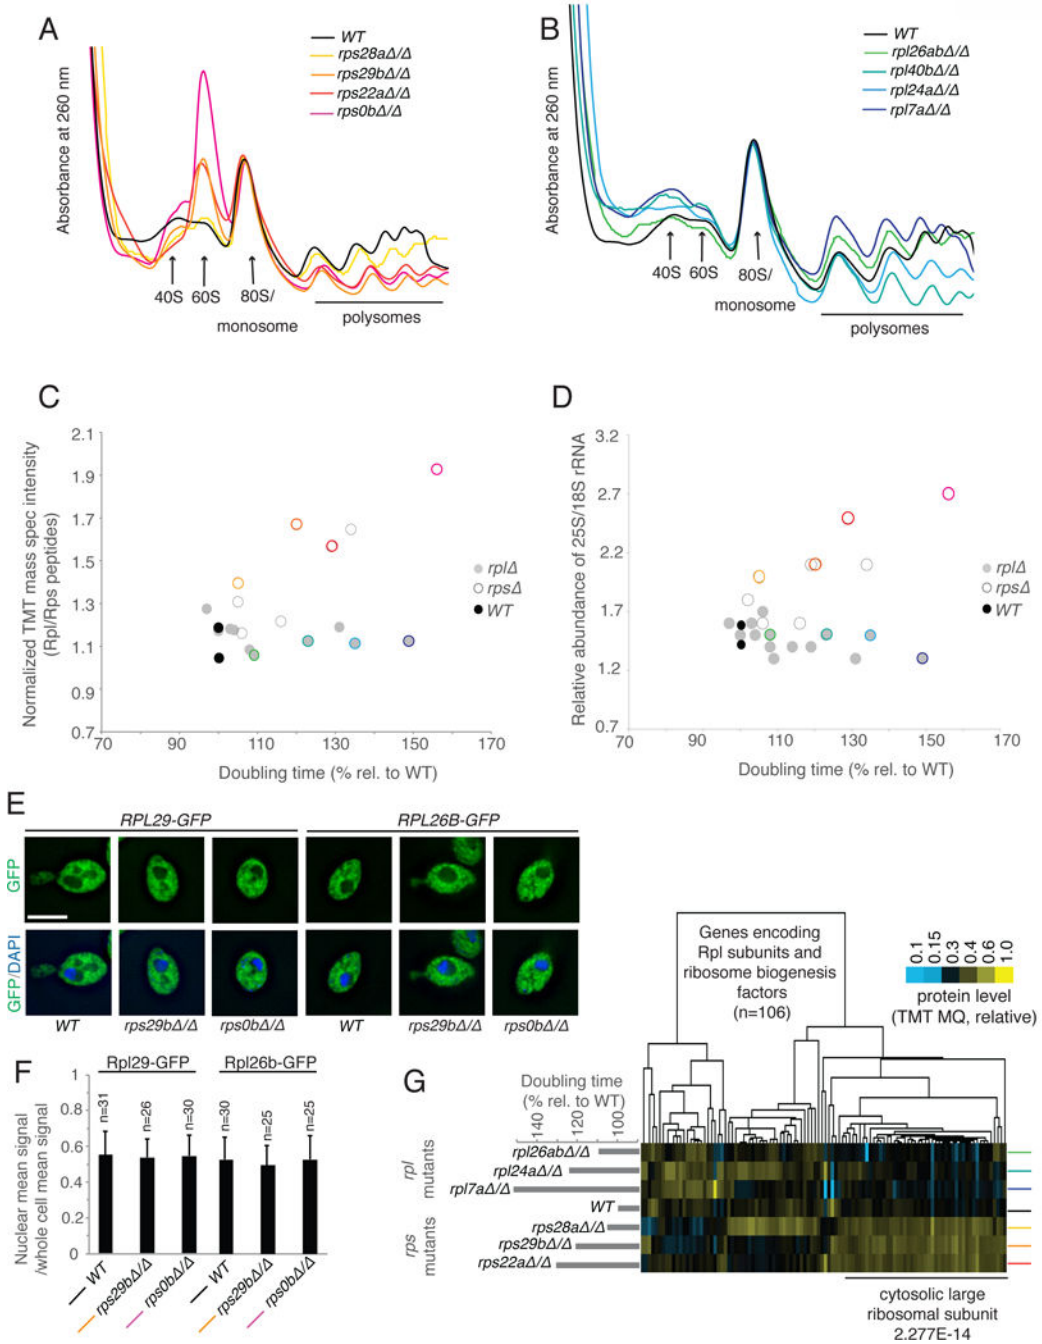 A
Absorbance at 260 nm
WT
rps28aΔ/Δ
rps29bΔ/Δ
rps22aΔ/Δ
rps0bΔ/Δ
40S
60S
80S/
monosome
polysomes
B
Absorbance at 260 nm
WT
rpl26abΔ/Δ
rpl40bΔ/Δ
rpl24aΔ/Δ
rpl7aΔ/Δ
40S
60S
80S/
monosome
polysomes
C
Normalized TMT mass spec intensity
(Rpl/Rps peptides)
2.1
1.9
1.7
1.5
1.3
1.1
0.9
0.7
70
90
110
130
150
170
Doubling time (% rel. to WT)
rplΔ
rpsΔ
WT
D
Relative abundance of 25S/18S rRNA
3.2
2.7
2.2
1.7
1.2
0.7
70
90
110
130
150
170
Doubling time (% rel. to WT)
rplΔ
rpsΔ
WT
E
RPL29-GFP
RPL26B-GFP
GFP
GFP/DAPI
WT
rps29bΔ/Δ
rps0bΔ/Δ
WT
rps29bΔ/Δ
rps0bΔ/Δ
F
Rpl29-GFP
Rpl26b-GFP
Nuclear mean signal
/whole cell mean signal
1
0.8
0.6
0.4
0.2
0
n=31
n=26
n=30
n=30
n=25
n=25
WT
rps29bΔ/Δ
rps0bΔ/Δ
WT
rps29bΔ/Δ
rps0bΔ/Δ
G
Genes encoding
Rpl subunits and
ribosome biogenesis
factors
(n=106)
0.1
0.15
0.3
0.4
0.6
1.0
protein level
(TMT MQ, relative)
Doubling time
(% rel. to WT)
140
120
100
rpl
mutants
rpl26abΔ/Δ
rpl24aΔ/Δ
rpl7aΔ/Δ
WT
rps
mutants
rps28aΔ/Δ
rps29bΔ/Δ
rps22aΔ/Δ
cytosolic large
ribosomal subunit
2.277E-14